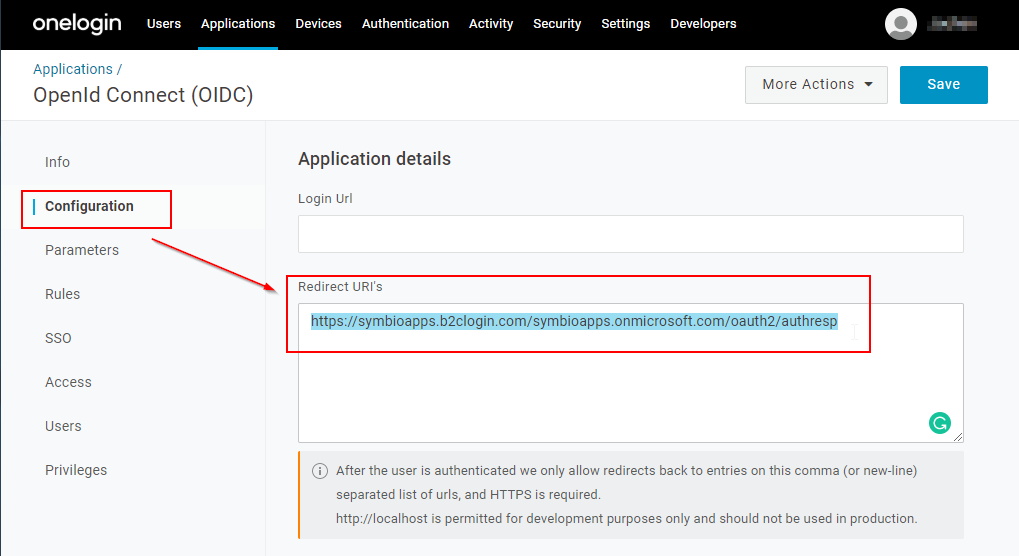 onelogin Users Applications Devices Authentication Activity Security Settings Developers
Applications /
OpenId Connect (OIDC)
More Actions
Save
Info
Configuration
Parameters
Rules
SSO
Access
Users
Privileges
Application details
Login Url
Redirect URI's
https://symbioapps.b2clogin.com/symbioapps.onmicrosoft.com/oauth2/authresp
After the user is authenticated we only allow redirects back to entries on this comma (or new-line)
separated list of urls, and HTTPS is required.
http://localhost is permitted for development purposes only and should not be used in production.